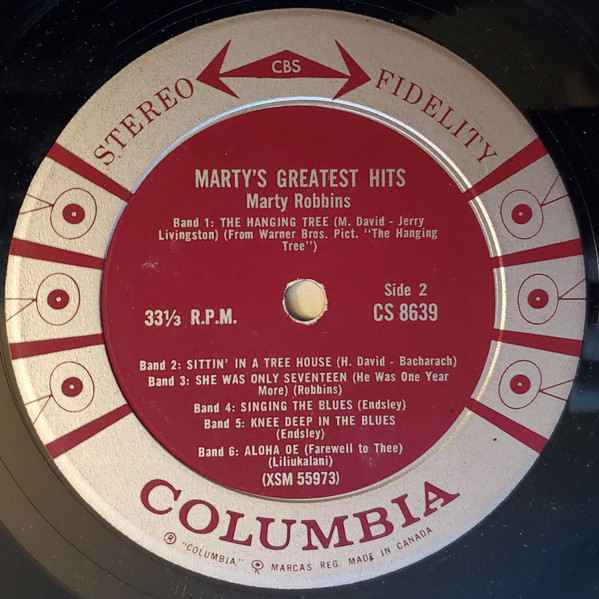 CBS
STEREO FIDELITY
MARTY'S GREATEST HITS
Marty Robbins
Band 1: THE HANGING TREE (M. David - Jerry
Livingston) (From Warner Bros. Pict. "The Hanging
Tree")
33⅓ R.P.M.
Side 2
CS 8639
Band 2: SITTIN' IN A TREE HOUSE (H. David - Bacharach)
Band 3: SHE WAS ONLY SEVENTEEN (He Was One Year
More) (Robbins)
Band 4: SINGING THE BLUES (Endsley)
Band 5: KNEE DEEP IN THE BLUES
(Endsley)
Band 6: ALOHA OE (Farewell to Thee)
(Liliukalani)
(XSM 55973)
COLUMBIA
® "COLUMBIA," MARCAS REG. MADE IN CANADA